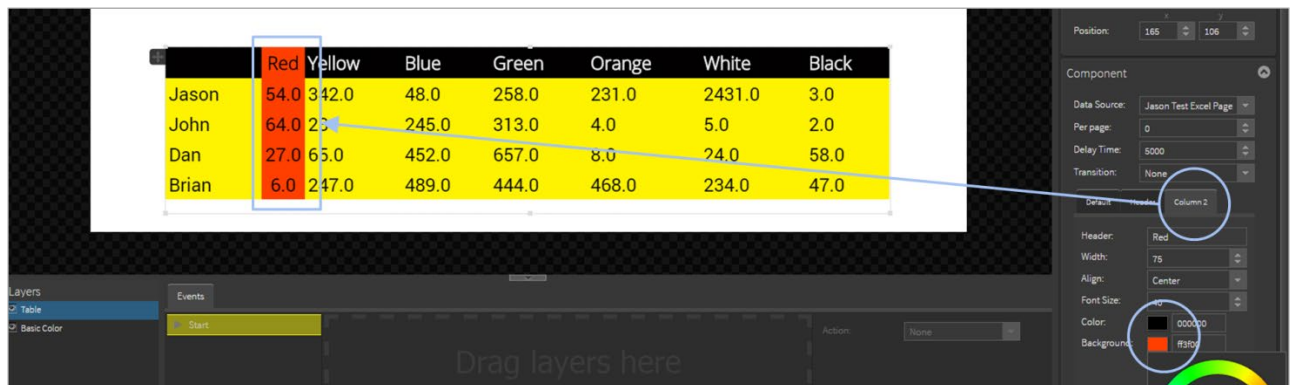 x y
Position: 165 106
Component
Red Yellow Blue Green Orange White Black
Jason 54.0 342.0 48.0 258.0 231.0 2431.0 3.0
John 64.0 245.0 313.0 4.0 5.0 2.0
Dan 27.0 65.0 452.0 657.0 8.0 24.0 58.0
Brian 6.0 247.0 489.0 444.0 468.0 234.0 47.0
Data Source: Jason Test Excel Page
Per page: 0
Delay Time: 5000
Transition: None
Default Header Column 2
Header: Red
Width: 75
Align: Center
Font Size: 40
Color: 000000
Background: ff3f00
Layers
Table
Basic Color
Events
Start
Drag layers here
Action: None